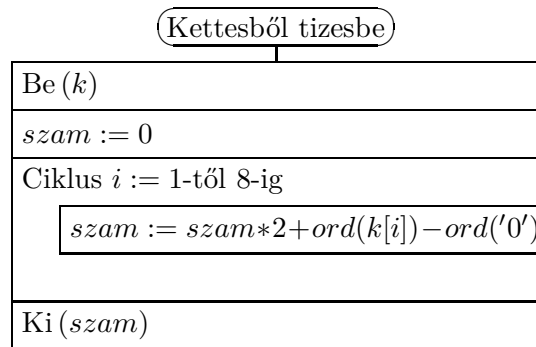 Kettesből tizesbe
Be (k)
szam := 0
Ciklus i := 1-től 8-ig
szam := szam*2+ord(k[i])−ord('0')
Ki (szam)